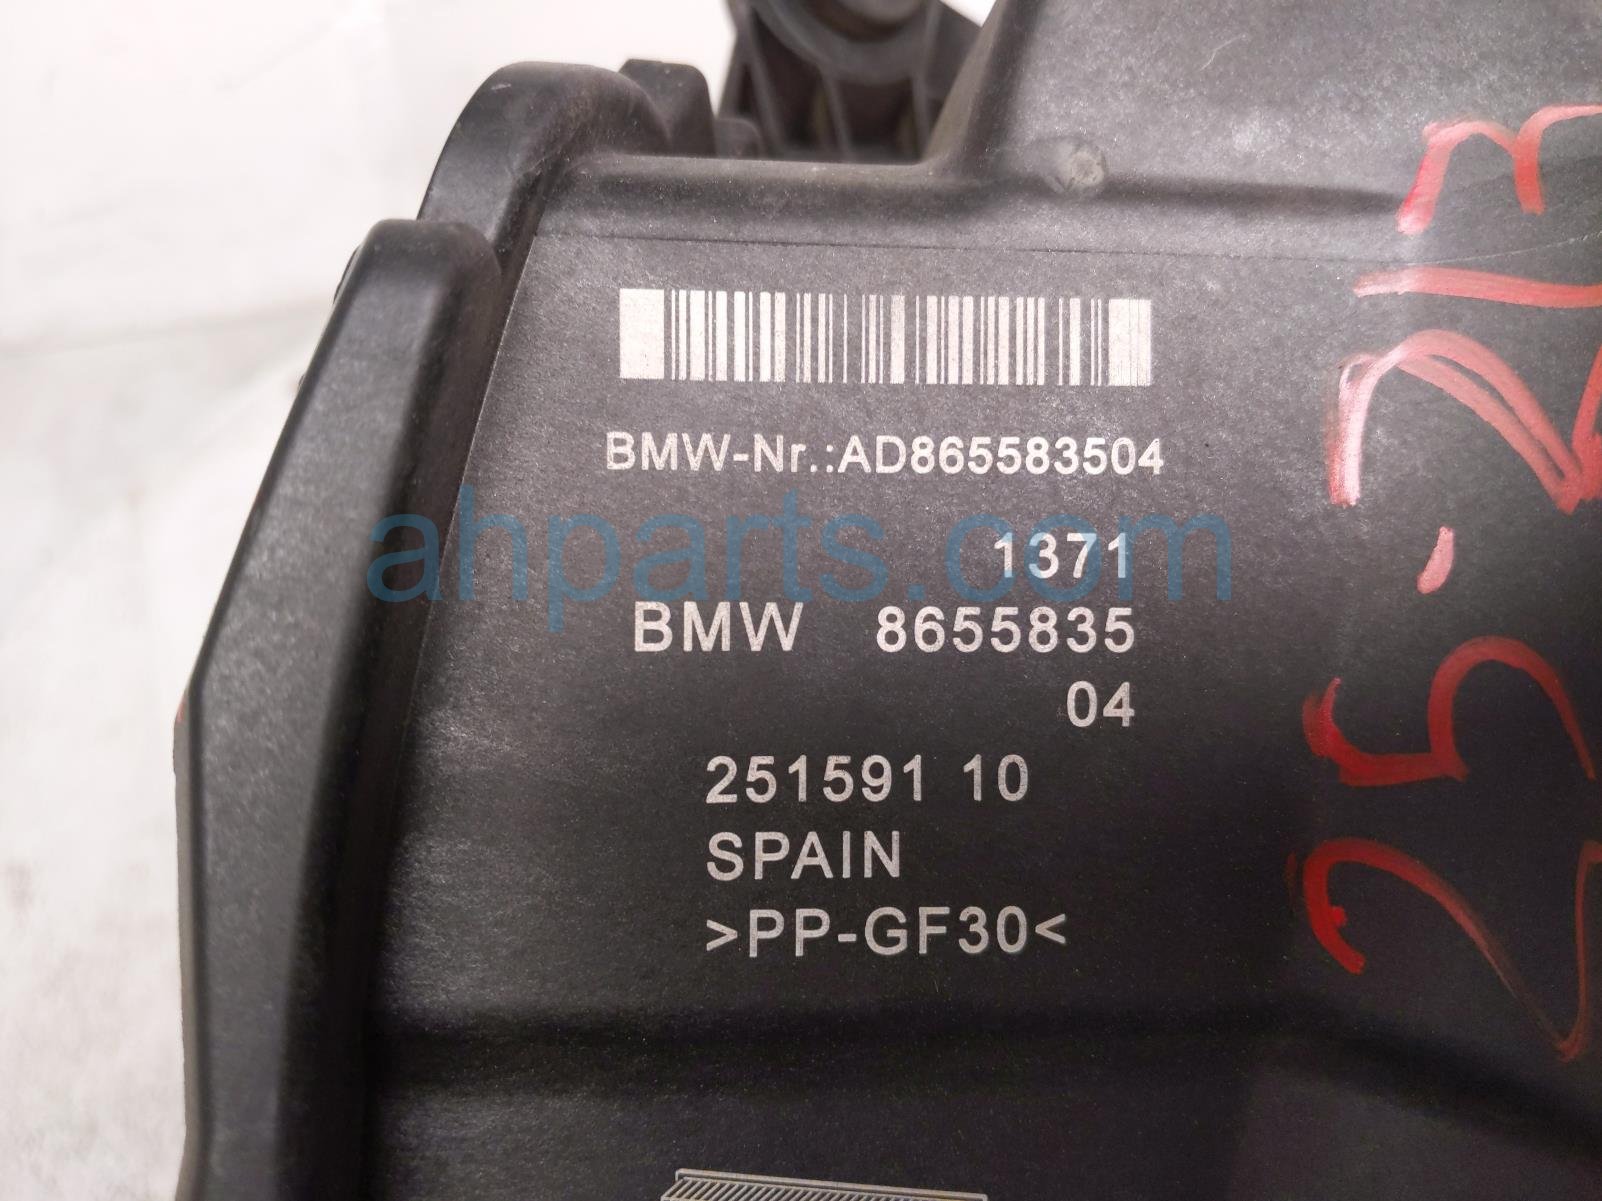 BMW-Nr.:AD865583504
ahparts.com
1371
BMW 8655835
04
251591 10
SPAIN
>PP-GF30<